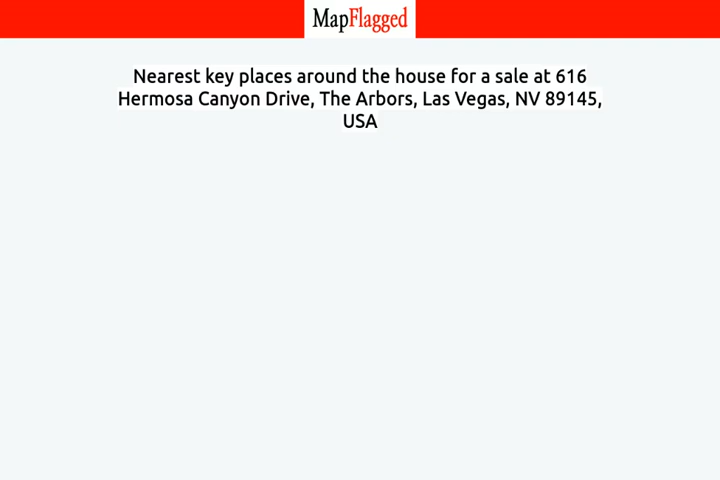 MapFlagged
Nearest key places around the house for a sale at 616
Hermosa Canyon Drive, The Arbors, Las Vegas, NV 89145,
USA